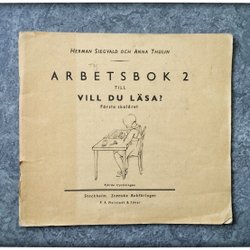 HERMAN SIEGVALD OCH ANNA THULIN
ARBETSBOK 2
TILL
VILL DU LÄSA?
Första skolåret
Stockholm. Svenska Bokförlaget
P. A. Norstedt & Söner